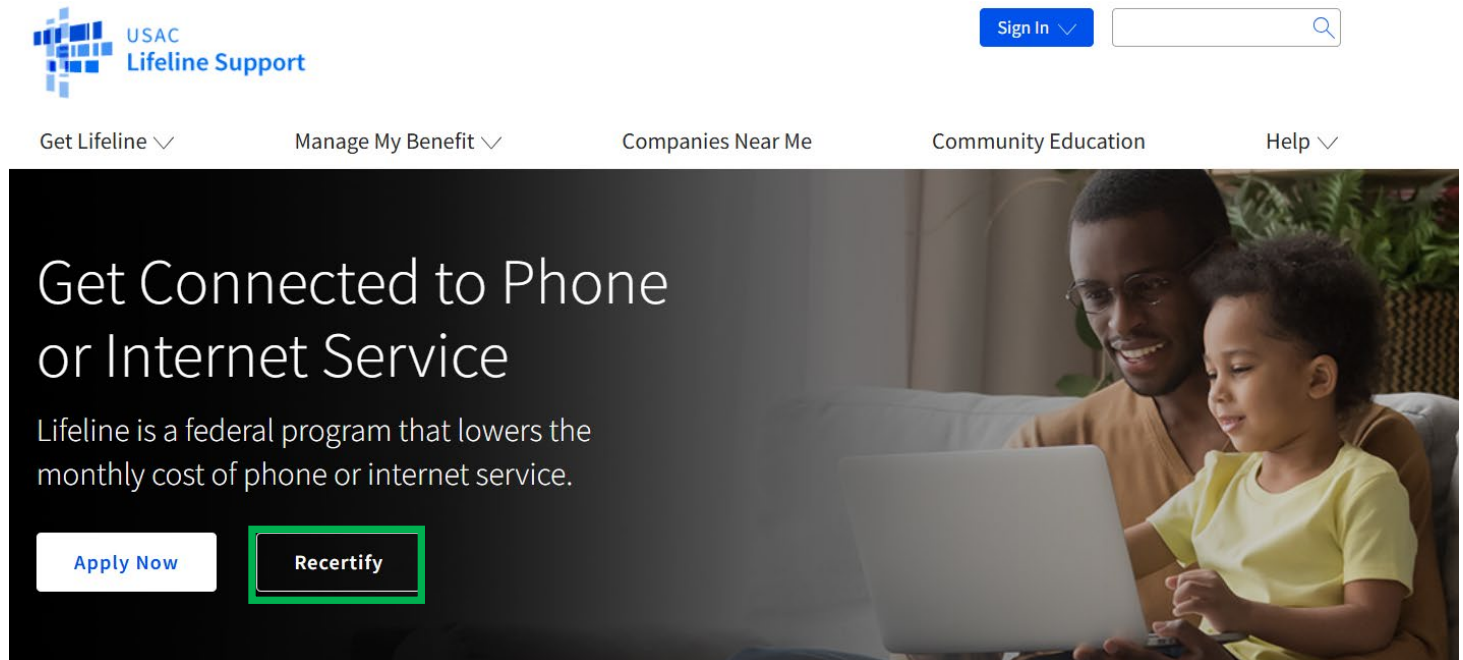 USAC
Lifeline Support
Sign In
Get Lifeline
Manage My Benefit
Companies Near Me
Community Education
Help
Get Connected to Phone
or Internet Service
Lifeline is a federal program that lowers the
monthly cost of phone or internet service.
Apply Now
Recertify